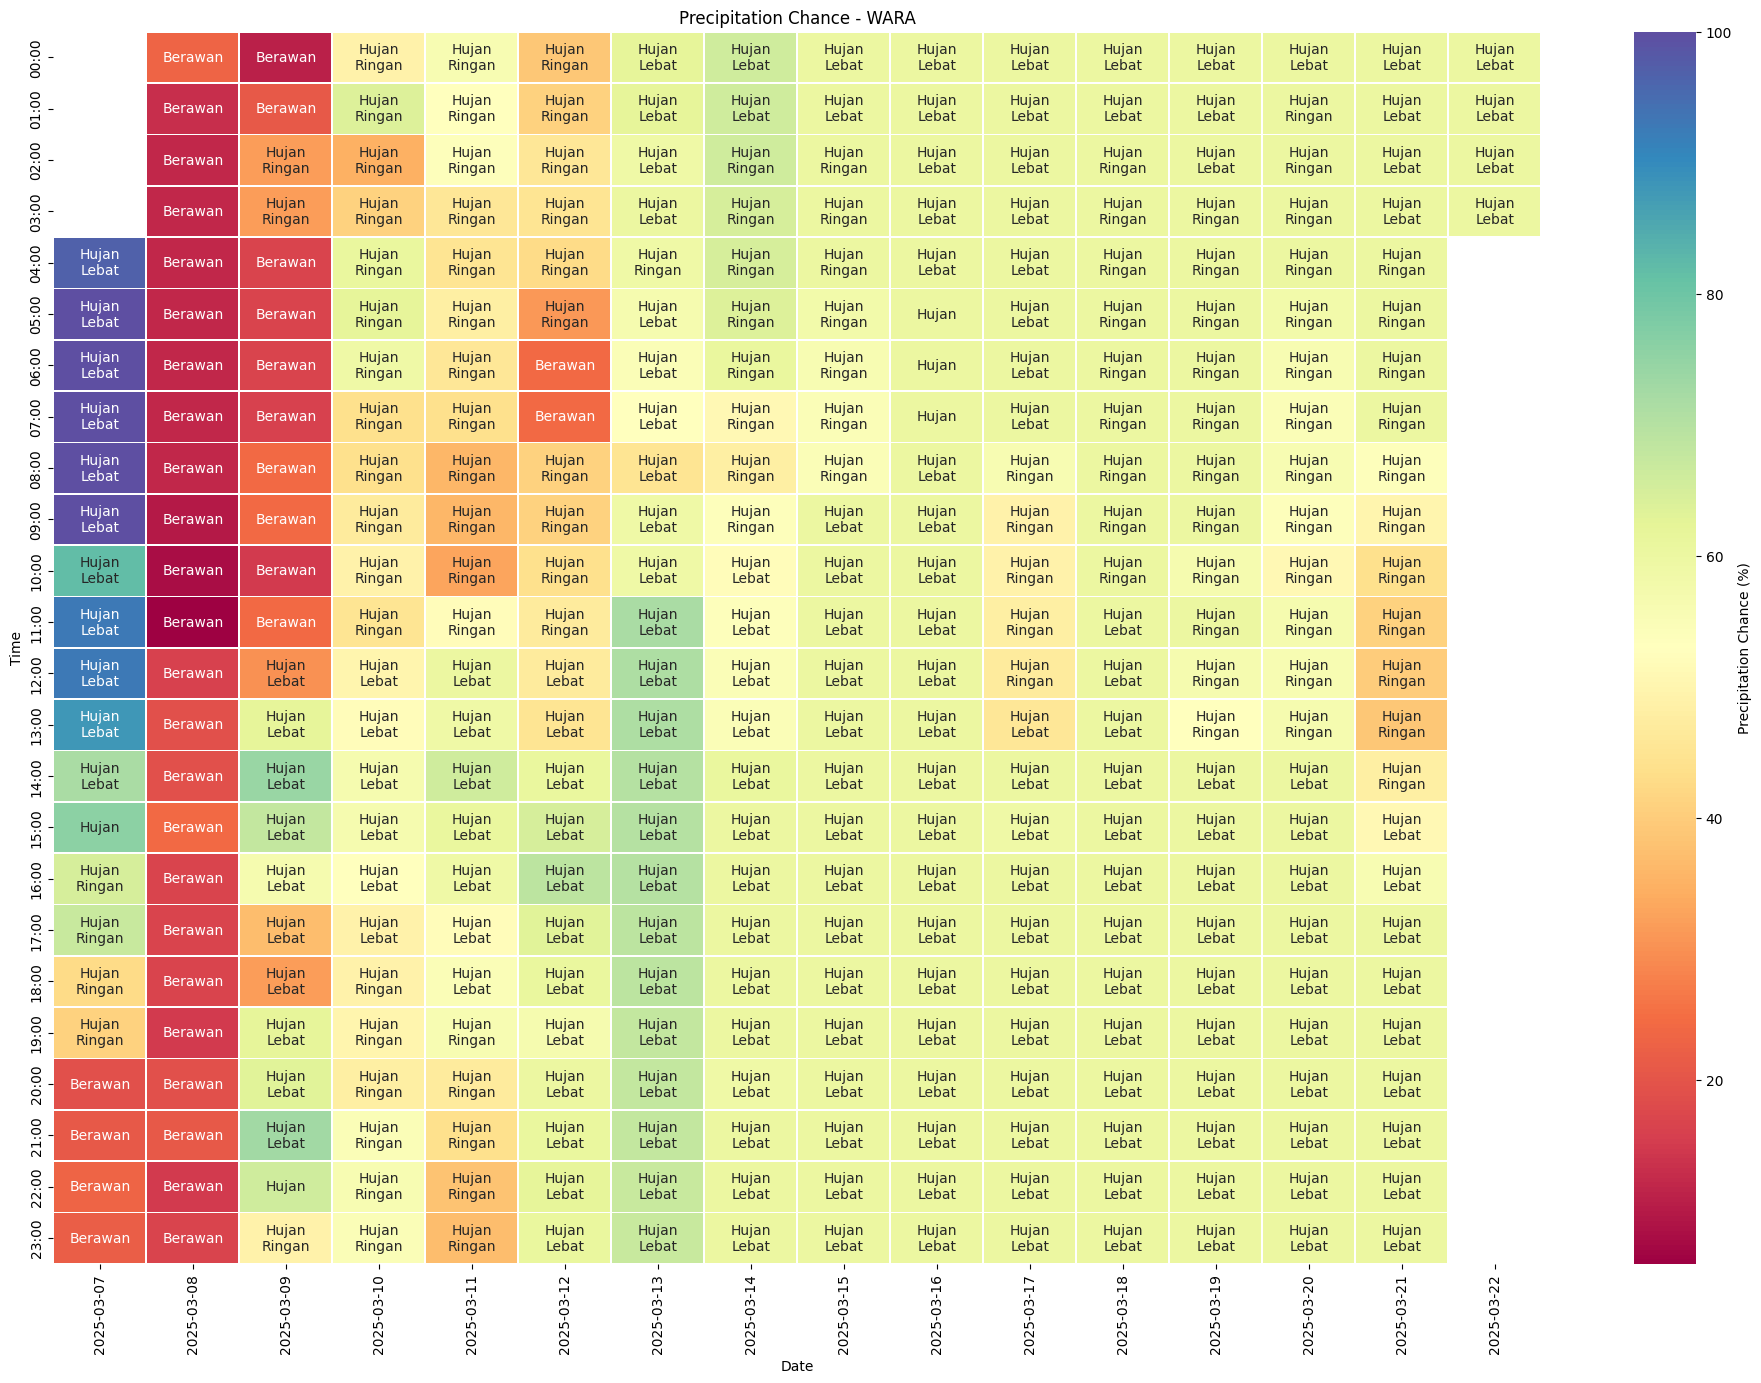 Precipitation Chance - WARA
00:00 Berawan Berawan Hujan Ringan Hujan Ringan Hujan Ringan Hujan Lebat Hujan Lebat Hujan Lebat Hujan Lebat Hujan Lebat Hujan Lebat Hujan Lebat Hujan Lebat Hujan Lebat Hujan Lebat
01:00 Berawan Berawan Hujan Ringan Hujan Ringan Hujan Ringan Hujan Lebat Hujan Lebat Hujan Lebat Hujan Lebat Hujan Lebat Hujan Lebat Hujan Lebat Hujan Ringan Hujan Lebat Hujan Lebat
02:00 Berawan Hujan Ringan Hujan Ringan Hujan Ringan Hujan Ringan Hujan Lebat Hujan Ringan Hujan Ringan Hujan Lebat Hujan Lebat Hujan Ringan Hujan Lebat Hujan Ringan Hujan Lebat Hujan Lebat
03:00 Berawan Hujan Ringan Hujan Ringan Hujan Ringan Hujan Ringan Hujan Lebat Hujan Ringan Hujan Ringan Hujan Lebat Hujan Lebat Hujan Ringan Hujan Ringan Hujan Ringan Hujan Lebat Hujan Lebat
04:00 Hujan Lebat Berawan Berawan Hujan Ringan Hujan Ringan Hujan Ringan Hujan Ringan Hujan Ringan Hujan Ringan Hujan Lebat Hujan Lebat Hujan Ringan Hujan Ringan Hujan Ringan Hujan Ringan
05:00 Hujan Lebat Berawan Berawan Hujan Ringan Hujan Ringan Hujan Ringan Hujan Lebat Hujan Ringan Hujan Ringan Hujan Hujan Lebat Hujan Ringan Hujan Ringan Hujan Ringan Hujan Ringan
06:00 Hujan Lebat Berawan Berawan Hujan Ringan Hujan Ringan Berawan Hujan Lebat Hujan Ringan Hujan Ringan Hujan Hujan Lebat Hujan Ringan Hujan Ringan Hujan Ringan Hujan Ringan
07:00 Hujan Lebat Berawan Berawan Hujan Ringan Hujan Ringan Berawan Hujan Lebat Hujan Ringan Hujan Ringan Hujan Hujan Lebat Hujan Ringan Hujan Ringan Hujan Ringan Hujan Ringan
08:00 Hujan Lebat Berawan Berawan Hujan Ringan Hujan Ringan Hujan Ringan Hujan Lebat Hujan Ringan Hujan Ringan Hujan Lebat Hujan Ringan Hujan Ringan Hujan Ringan Hujan Ringan Hujan Ringan
09:00 Hujan Lebat Berawan Berawan Hujan Ringan Hujan Ringan Hujan Ringan Hujan Lebat Hujan Ringan Hujan Lebat Hujan Lebat Hujan Ringan Hujan Ringan Hujan Ringan Hujan Ringan Hujan Ringan
10:00 Hujan Lebat Berawan Berawan Hujan Ringan Hujan Ringan Hujan Ringan Hujan Lebat Hujan Lebat Hujan Lebat Hujan Lebat Hujan Ringan Hujan Ringan Hujan Ringan Hujan Ringan Hujan Ringan
11:00 Hujan Lebat Berawan Berawan Hujan Ringan Hujan Ringan Hujan Ringan Hujan Lebat Hujan Lebat Hujan Lebat Hujan Lebat Hujan Ringan Hujan Lebat Hujan Ringan Hujan Ringan Hujan Ringan
12:00 Hujan Lebat Berawan Hujan Lebat Hujan Lebat Hujan Lebat Hujan Lebat Hujan Lebat Hujan Lebat Hujan Lebat Hujan Lebat Hujan Ringan Hujan Lebat Hujan Ringan Hujan Ringan Hujan Ringan
13:00 Hujan Lebat Berawan Hujan Lebat Hujan Lebat Hujan Lebat Hujan Lebat Hujan Lebat Hujan Lebat Hujan Lebat Hujan Lebat Hujan Lebat Hujan Lebat Hujan Ringan Hujan Ringan Hujan Ringan
14:00 Hujan Lebat Berawan Hujan Lebat Hujan Lebat Hujan Lebat Hujan Lebat Hujan Lebat Hujan Lebat Hujan Lebat Hujan Lebat Hujan Lebat Hujan Lebat Hujan Lebat Hujan Lebat Hujan Ringan
15:00 Hujan Berawan Hujan Lebat Hujan Lebat Hujan Lebat Hujan Lebat Hujan Lebat Hujan Lebat Hujan Lebat Hujan Lebat Hujan Lebat Hujan Lebat Hujan Lebat Hujan Lebat Hujan Lebat
16:00 Hujan Ringan Berawan Hujan Lebat Hujan Lebat Hujan Lebat Hujan Lebat Hujan Lebat Hujan Lebat Hujan Lebat Hujan Lebat Hujan Lebat Hujan Lebat Hujan Lebat Hujan Lebat Hujan Lebat
17:00 Hujan Ringan Berawan Hujan Lebat Hujan Lebat Hujan Lebat Hujan Lebat Hujan Lebat Hujan Lebat Hujan Lebat Hujan Lebat Hujan Lebat Hujan Lebat Hujan Lebat Hujan Lebat Hujan Lebat
18:00 Hujan Ringan Berawan Hujan Lebat Hujan Ringan Hujan Lebat Hujan Lebat Hujan Lebat Hujan Lebat Hujan Lebat Hujan Lebat Hujan Lebat Hujan Lebat Hujan Lebat Hujan Lebat Hujan Lebat
19:00 Hujan Ringan Berawan Hujan Lebat Hujan Ringan Hujan Ringan Hujan Lebat Hujan Lebat Hujan Lebat Hujan Lebat Hujan Lebat Hujan Lebat Hujan Lebat Hujan Lebat Hujan Lebat Hujan Lebat
20:00 Berawan Berawan Hujan Lebat Hujan Ringan Hujan Ringan Hujan Lebat Hujan Lebat Hujan Lebat Hujan Lebat Hujan Lebat Hujan Lebat Hujan Lebat Hujan Lebat Hujan Lebat Hujan Lebat
21:00 Berawan Berawan Hujan Lebat Hujan Ringan Hujan Ringan Hujan Lebat Hujan Lebat Hujan Lebat Hujan Lebat Hujan Lebat Hujan Lebat Hujan Lebat Hujan Lebat Hujan Lebat Hujan Lebat
22:00 Berawan Berawan Hujan Hujan Ringan Hujan Ringan Hujan Lebat Hujan Lebat Hujan Lebat Hujan Lebat Hujan Lebat Hujan Lebat Hujan Lebat Hujan Lebat Hujan Lebat Hujan Lebat
23:00 Berawan Berawan Hujan Ringan Hujan Ringan Hujan Ringan Hujan Lebat Hujan Lebat Hujan Lebat Hujan Lebat Hujan Lebat Hujan Lebat Hujan Lebat Hujan Lebat Hujan Lebat Hujan Lebat
2025-03-07 2025-03-08 2025-03-09 2025-03-10 2025-03-11 2025-03-12 2025-03-13 2025-03-14 2025-03-15 2025-03-16 2025-03-17 2025-03-18 2025-03-19 2025-03-20 2025-03-21 2025-03-22
Date
Time
100
80
60
40
20
Precipitation Chance (%)